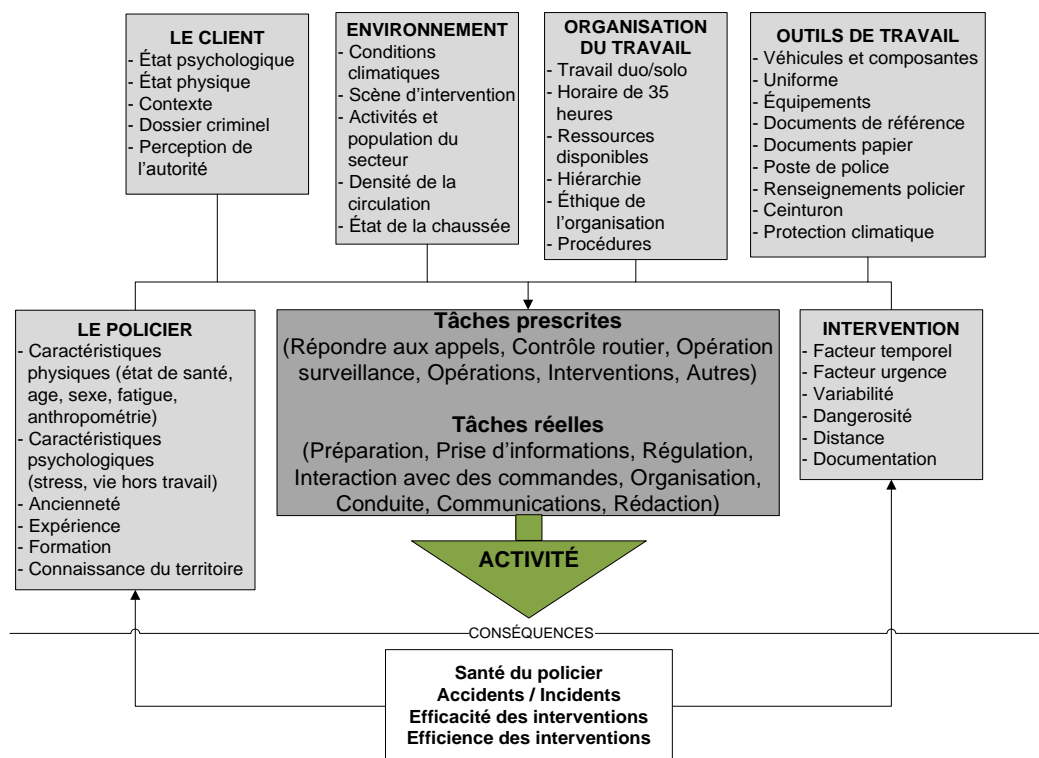 LE CLIENT
- État psychologique
- État physique
- Contexte
- Dossier criminel
- Perception de
l'autorité
ENVIRONNEMENT
- Conditions
climatiques
- Scène d'intervention
- Activités et
population du
secteur
- Densité de la
circulation
- État de la chaussée
ORGANISATION
DU TRAVAIL
- Travail duo/solo
- Horaire de 35
heures
- Ressources
disponibles
- Hiérarchie
- Éthique de
l'organisation
- Procédures
OUTILS DE TRAVAIL
- Véhicules et composantes
- Uniforme
- Équipements
- Documents de référence
- Documents papier
- Poste de police
- Renseignements policier
- Ceinturon
- Protection climatique
LE POLICIER
- Caractéristiques
physiques (état de santé,
age, sexe, fatigue,
anthropométrie)
- Caractéristiques
psychologiques
(stress, vie hors travail)
- Ancienneté
- Expérience
- Formation
- Connaissance du territoire
Tâches prescrites
(Répondre aux appels, Contrôle routier, Opération
surveillance, Opérations, Interventions, Autres)
Tâches réelles
(Préparation, Prise d'informations, Régulation,
Interaction avec des commandes, Organisation,
Conduite, Communications, Rédaction)
ACTIVITÉ
INTERVENTION
- Facteur temporel
- Facteur urgence
- Variabilité
- Dangerosité
- Distance
- Documentation
CONSÉQUENCES
Santé du policier
Accidents / Incidents
Efficacité des interventions
Efficience des interventions